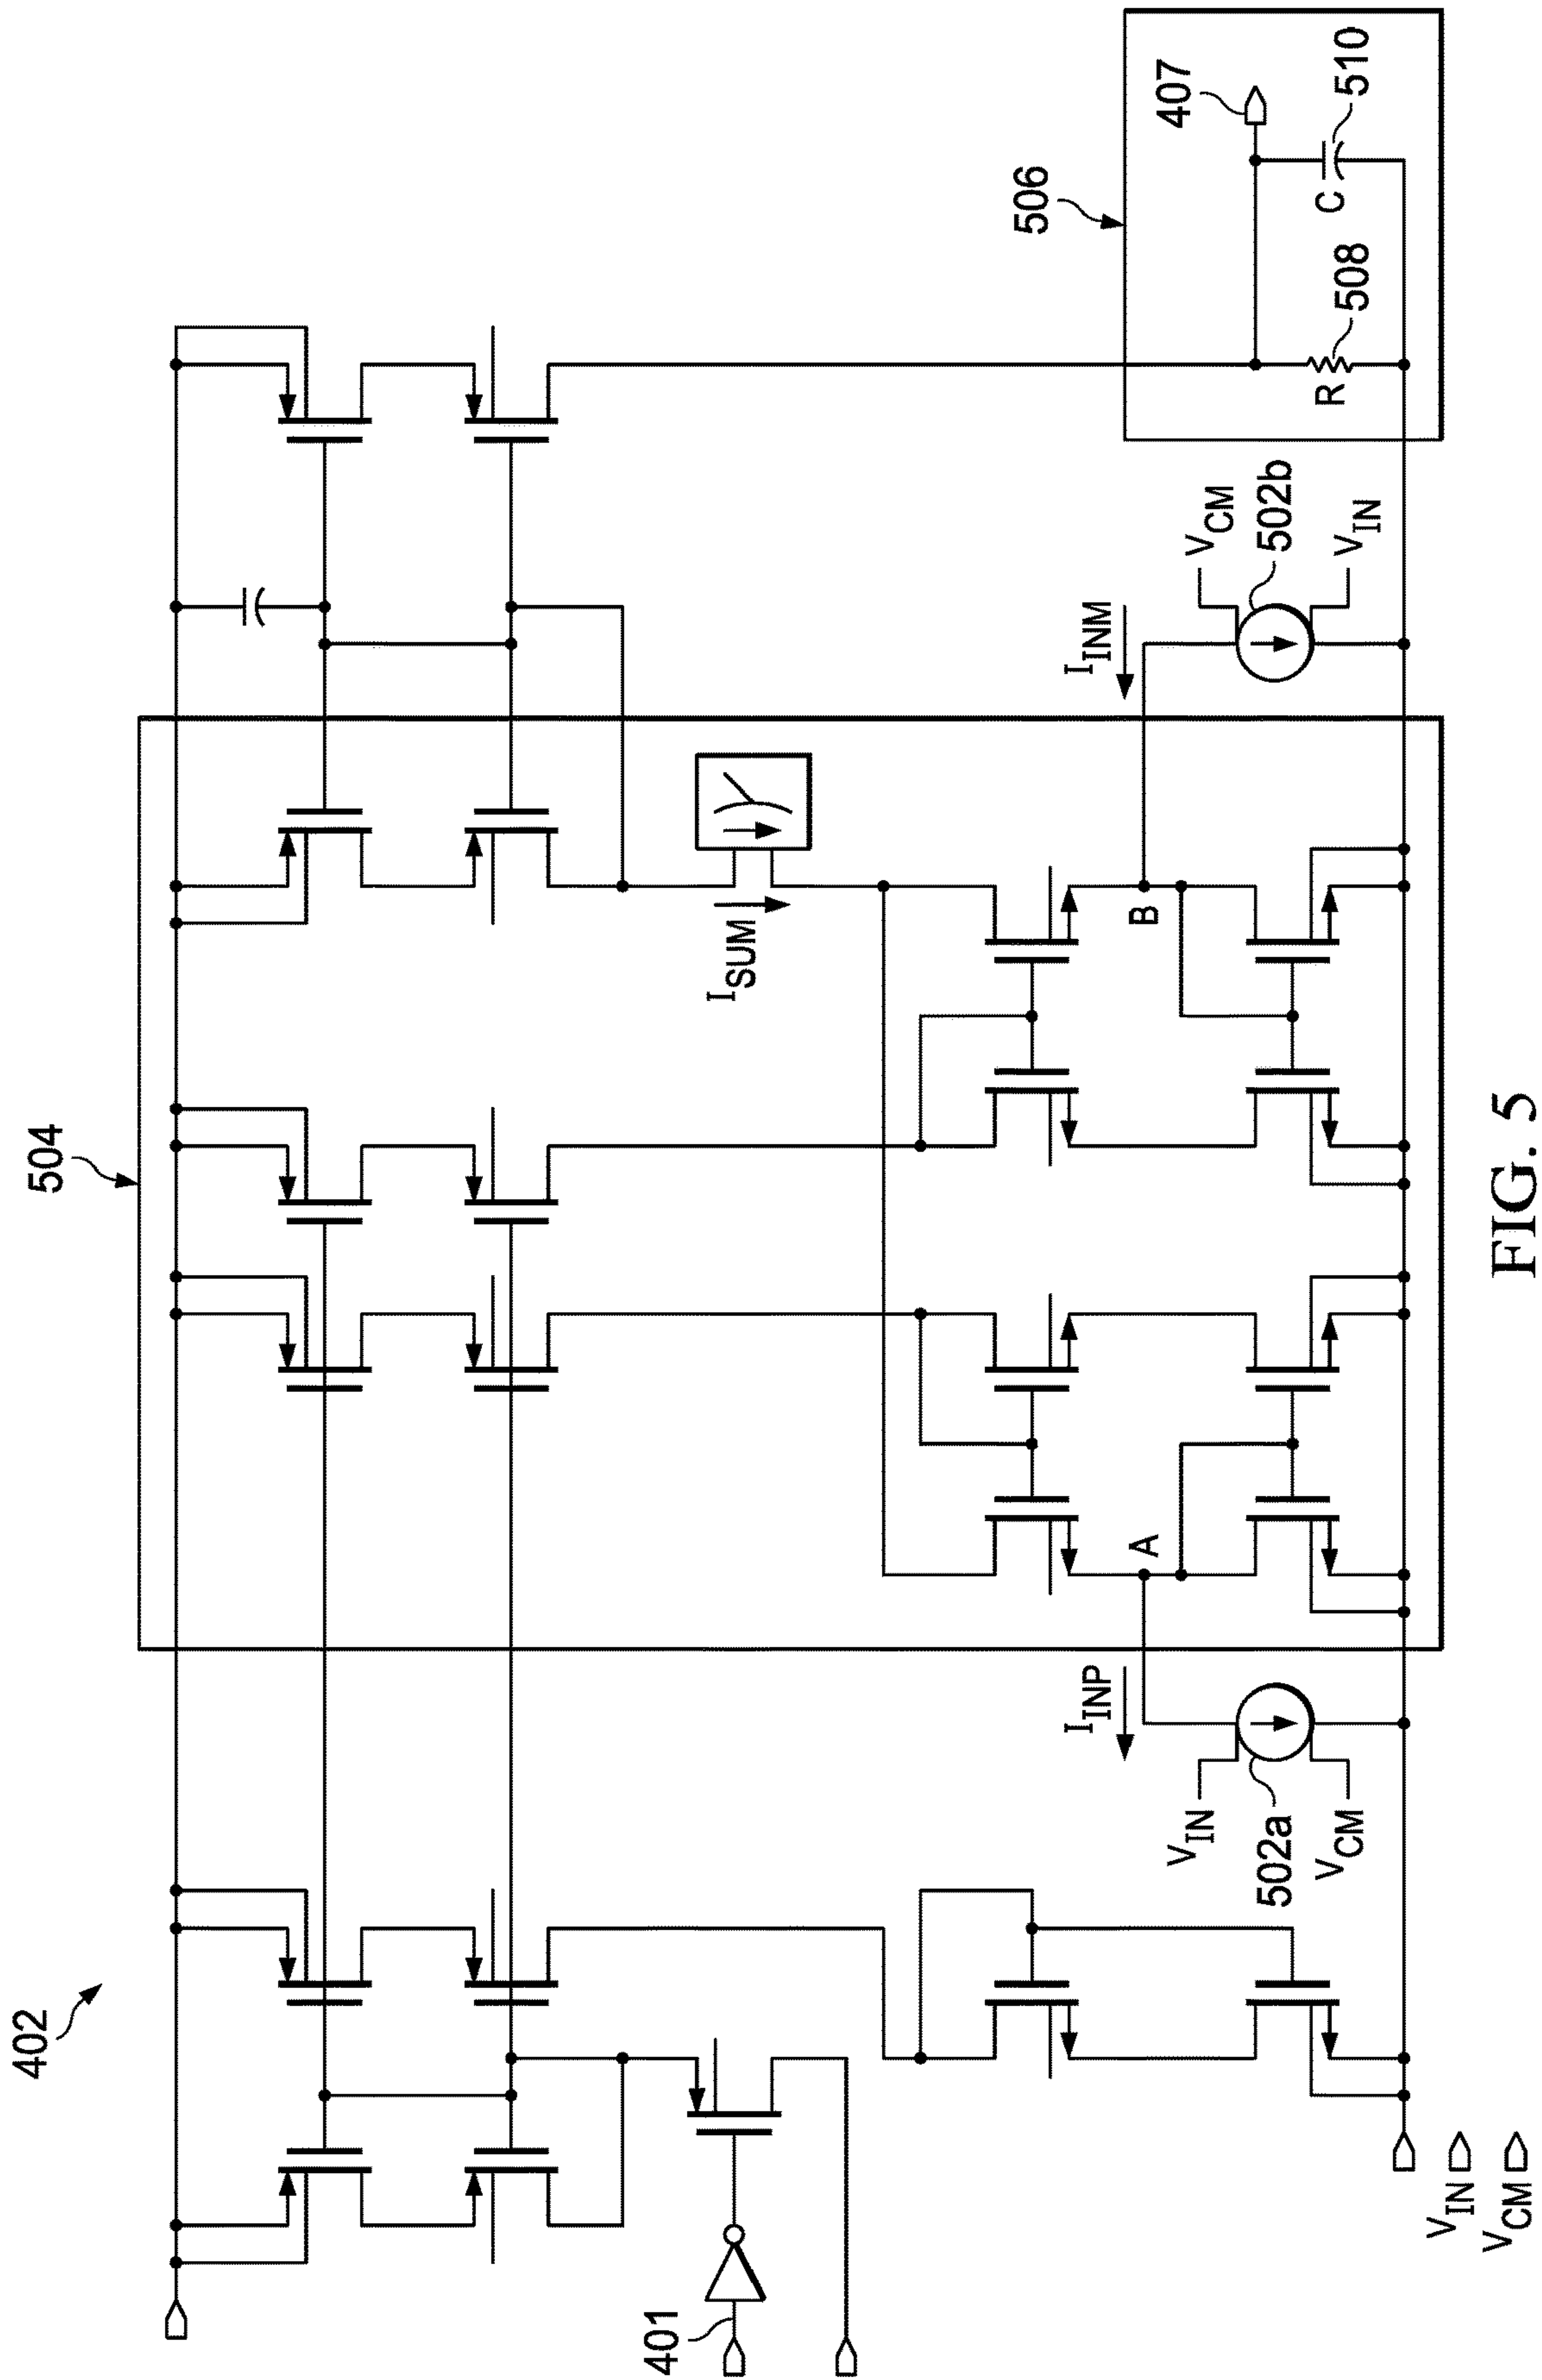 402
504
506
407
C
510
R
508
401
I_SUM
A
B
I_INP
I_INM
V_IN
V_CM
502a
V_CM
V_IN
502b
V_IN
V_CM
FIG. 5